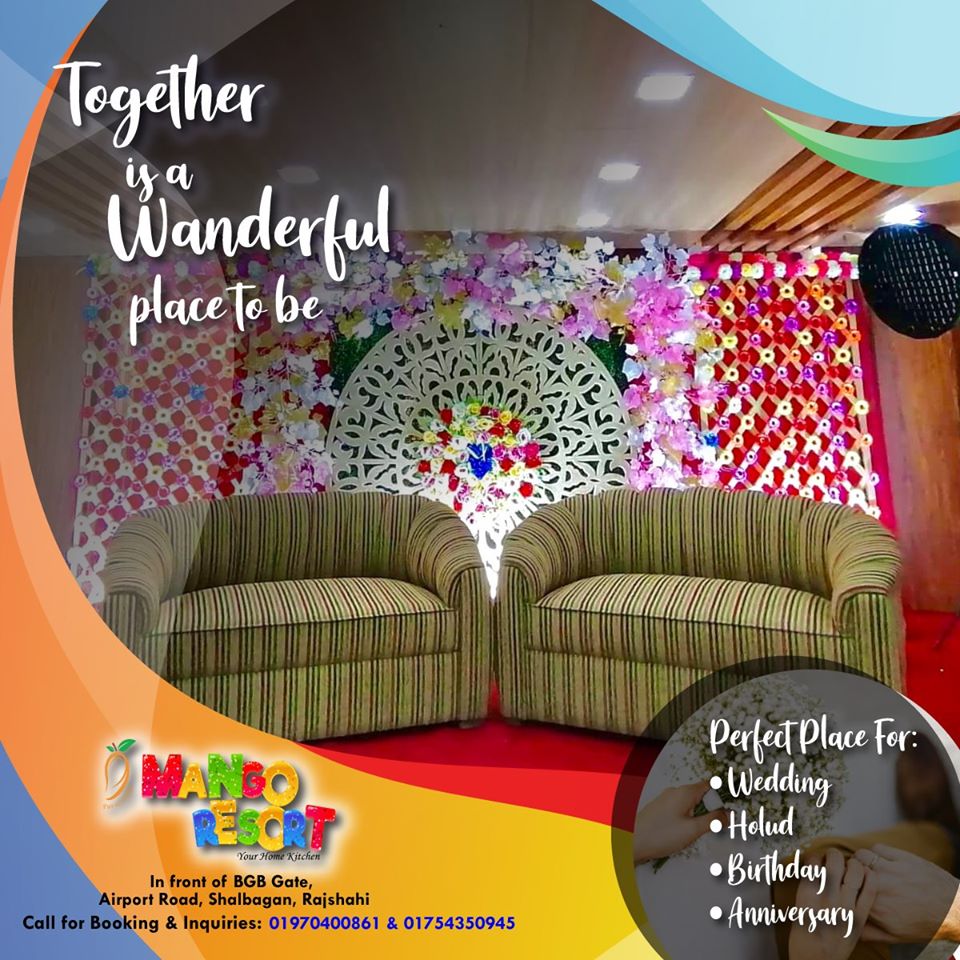 Together
is a
Wanderful
place to be
MANGO
RESORT
Your Home Kitchen
In front of BGB Gate,
Airport Road, Shalbagan, Rajshahi
Call for Booking & Inquiries: 01970400861 & 01754350945
Perfect Place For:
• Wedding
• Holud
• Birthday
• Anniversary